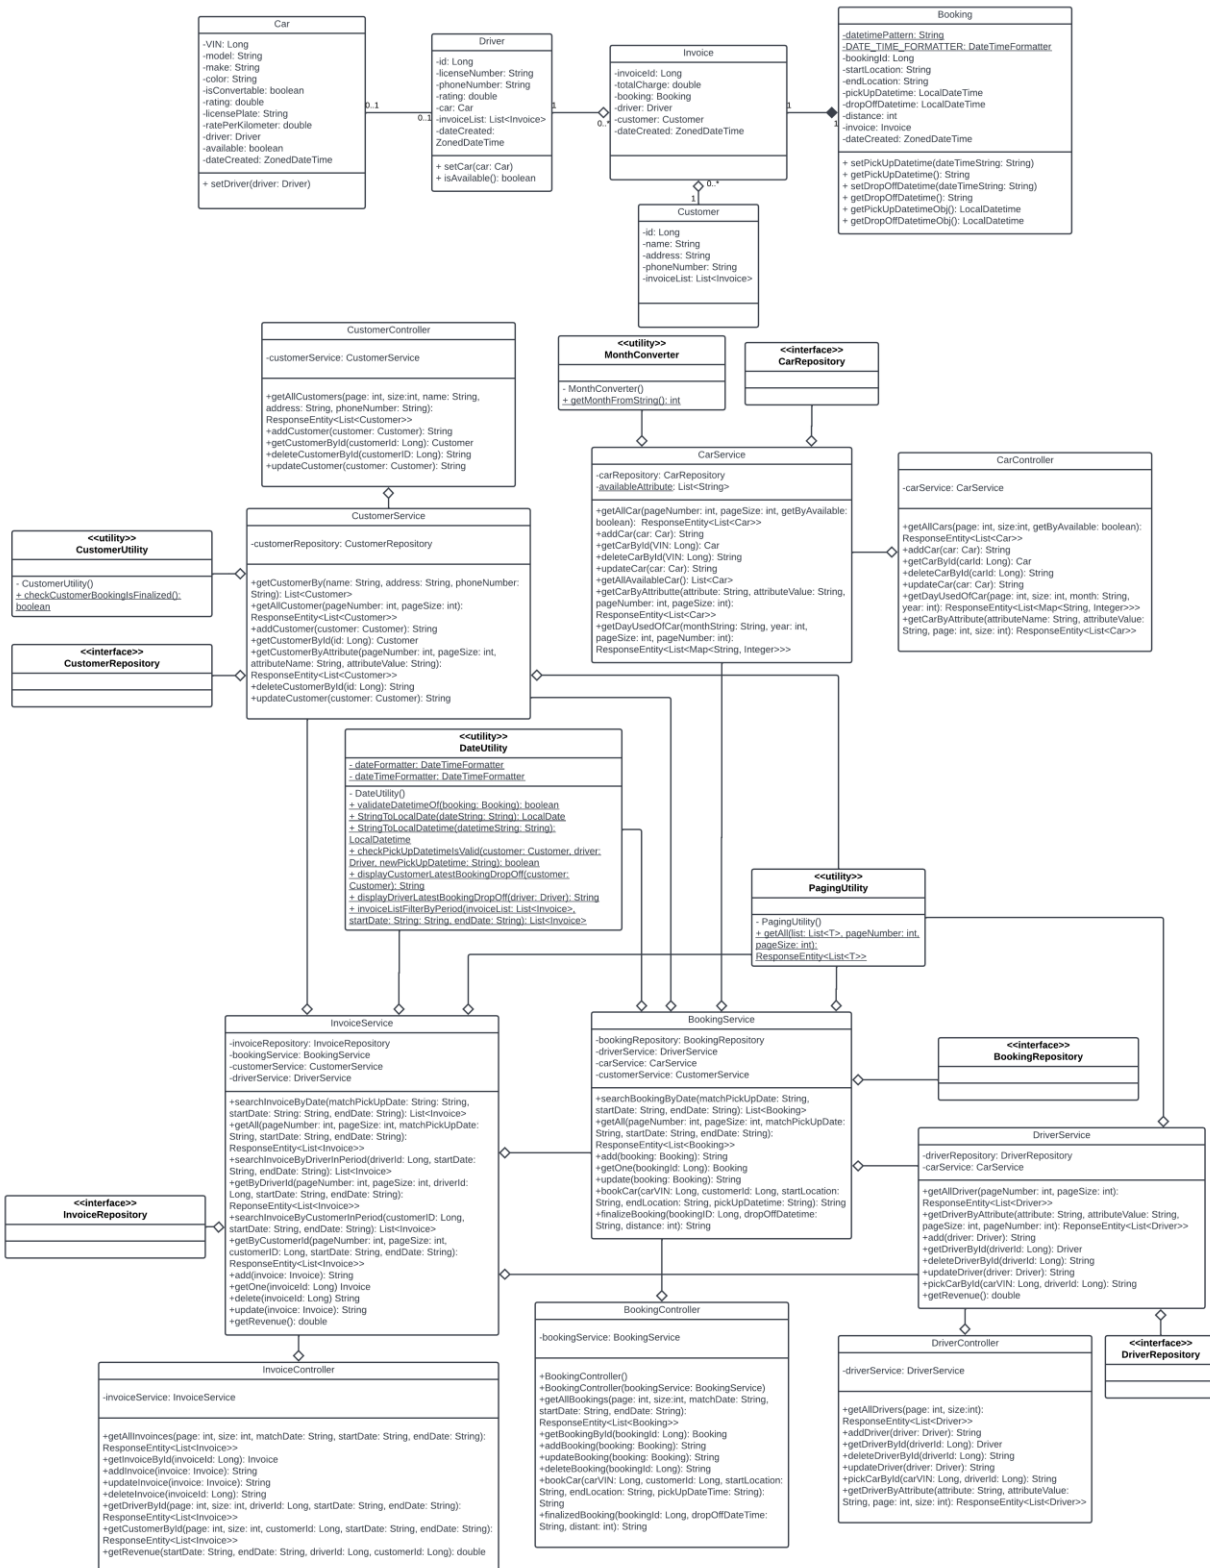 Car
-VIN: Long
-model: String
-make: String
-color: String
-isConvertable: boolean
-rating: double
-licensePlate: String
-ratePerKilometer: double
-driver: Driver
-available: boolean
-dateCreated: ZonedDateTime
+ setDriver(driver: Driver)
0..1
0..1
Driver
-id: Long
-licenseNumber: String
-phoneNumber: String
-rating: double
-car: Car
-invoiceList: List<Invoice>
-dateCreated:
ZonedDateTime
+ setCar(car: Car)
+ isAvailable(): boolean
1
0..*
Invoice
-invoiceId: Long
-totalCharge: double
-booking: Booking
-driver: Driver
-customer: Customer
-dateCreated: ZonedDateTime
1
1
0..*
1
Booking
-datetimePattern: String
-DATE_TIME_FORMATTER: DateTimeFormatter
-bookingId: Long
-startLocation: String
-endLocation: String
-pickUpDatetime: LocalDateTime
-dropOffDatetime: LocalDateTime
-distance: int
-invoice: Invoice
-dateCreated: ZonedDateTime
+ setPickUpDatetime(dateTimeString: String)
+ getPickUpDatetime(): String
+ setDropOffDatetime(dateTimeString: String)
+ getDropOffDatetime(): String
+ getPickUpDatetimeObj(): LocalDatetime
+ getDropOffDatetimeObj(): LocalDatetime
Customer
-id: Long
-name: String
-address: String
-phoneNumber: String
-invoiceList: List<Invoice>
CustomerController
-customerService: CustomerService
+getAllCustomers(page: int, size:int, name: String,
address: String, phoneNumber: String):
ResponseEntity<List<Customer>>
+addCustomer(customer: Customer): String
+getCustomerById(customerId: Long): Customer
+deleteCustomerById(customerID: Long): String
+updateCustomer(customer: Customer): String
<<utility>>
MonthConverter
- MonthConverter()
+ getMonthFromString(): int
<<interface>>
CarRepository
CarService
-carRepository: CarRepository
-availableAttribute: List<String>
+getAllCar(pageNumber: int, pageSize: int, getByAvailable:
boolean): ResponseEntity<List<Car>>
+addCar(car: Car): String
+getCarById(VIN: Long): Car
+deleteCarById(VIN: Long): String
+updateCar(car: Car): String
+getAllAvailableCar(): List<Car>
+getCarByAttributte(attribute: String, attributeValue: String,
pageNumber: int, pageSize: int):
ResponseEntity<List<Car>>
+getDayUsedOfCar(monthString: String, year: int,
pageSize: int, pageNumber: int):
ResponseEntity<List<Map<String, Integer>>>
CarController
-carService: CarService
+getAllCars(page: int, size:int, getByAvailable: boolean):
ResponseEntity<List<Car>>
+addCar(car: Car): String
+getCarById(carId: Long): Car
+deleteCarById(carId: Long): String
+updateCar(car: Car): String
+getDayUsedOfCar(page: int, size: int, month: String,
year: int): ResponseEntity<List<Map<String, Integer>>>
+getCarByAttribute(attributeName: String, attributeValue:
String, page: int, size: int): ResponseEntity<List<Car>>
CustomerService
-customerRepository: CustomerRepository
+getCustomerBy(name: String, address: String, phoneNumber:
String): List<Customer>
+getAllCustomer(pageNumber: int, pageSize: int):
ResponseEntity<List<Customer>>
+addCustomer(customer: Customer): String
+getCustomerById(id: Long): Customer
+getCustomerByAttribute(pageNumber: int, pageSize: int,
attributeName: String, attributeValue: String):
ResponseEntity<List<Customer>>
+deleteCustomerById(id: Long): String
+updateCustomer(customer: Customer): String
<<utility>>
CustomerUtility
- CustomerUtility()
+ checkCustomerBookingIsFinalized():
boolean
<<interface>>
CustomerRepository
<<utility>>
DateUtility
- dateFormatter: DateTimeFormatter
- dateTimeFormatter: DateTimeFormatter
- DateUtility()
+ validateDatetimeOf(booking: Booking): boolean
+ StringToLocalDate(dateString: String): LocalDate
+ StringToLocalDatetime(datetimeString: String):
LocalDatetime
+ checkPickUpDatetimeIsValid(customer: Customer, driver:
Driver, newPickUpDatetime: String): boolean
+ displayCustomerLatestBookingDropOff(customer:
Customer): String
+ displayDriverLatestBookingDropOff(driver: Driver): String
+ invoiceListFilterByPeriod(invoiceList: List<Invoice>,
startDate: String: String, endDate: String): List<Invoice>
<<utility>>
PagingUtility
- PagingUtility()
+ getAll(list: List<T>, pageNumber: int,
pageSize: int):
ResponseEntity<List<T>>
InvoiceService
-invoiceRepository: InvoiceRepository
-bookingService: BookingService
-customerService: CustomerService
-driverService: DriverService
+searchInvoiceByDate(matchPickUpDate: String: String,
startDate: String: String, endDate: String): List<Invoice>
+getAll(pageNumber: int, pageSize: int, matchPickUpDate:
String, startDate: String, endDate: String):
ResponseEntity<List<Invoice>>
+searchInvoiceByDriverInPeriod(driverId: Long, startDate:
String, endDate: String): List<Invoice>
+getByDriverId(pageNumber: int, pageSize: int, driverId:
Long, startDate: String, endDate: String):
ReponseEntity<List<Invoice>>
+searchInvoiceByCustomerInPeriod(customerID: Long,
startDate: String, endDate: String): List<Invoice>
+getByCustomerId(pageNumber: int, pageSize: int,
customerID: Long, startDate: String, endDate: String):
ResponseEntity<List<Invoice>>
+add(invoice: Invoice): String
+getOne(invoiceId: Long) Invoice
+delete(invoiceId: Long) String
+update(invoice: Invoice): String
+getRevenue(): double
BookingService
-bookingRepository: BookingRepository
-driverService: DriverService
-carService: CarService
-customerService: CustomerService
+searchBookingByDate(matchPickUpDate: String,
startDate: String, endDate: String): List<Booking>
+getAll(pageNumber: int, pageSize: int, matchPickUpDate:
String, startDate: String, endDate: String):
ResponseEntity<List<Booking>>
+add(booking: Booking): String
+getOne(bookingId: Long): Booking
+update(booking: Booking): String
+bookCar(carVIN: Long, customerId: Long, startLocation:
String, endLocation: String, pickUpDatetime: String): String
+finalizeBooking(bookingID: Long, dropOffDatetime:
String, distance: int): String
<<interface>>
BookingRepository
<<interface>>
InvoiceRepository
DriverService
-driverRepository: DriverRepository
-carService: CarService
+getAllDriver(pageNumber: int, pageSize: int):
ResponseEntity<List<Driver>>
+getDriverByAttribute(attribute: String, attributeValue: String,
pageSize: int, pageNumber: int): ReponseEntity<List<Driver>>
+add(driver: Driver): String
+getDriverById(driverId: Long): Driver
+deleteDriverById(driverId: Long): String
+updateDriver(driver: Driver): String
+pickCarById(carVIN: Long, driverId: Long): String
+getRevenue(): double
InvoiceController
-invoiceService: InvoiceService
+getAllInvoinces(page: int, size: int, matchDate: String, startDate: String, endDate: String):
ResponseEntity<List<Invoice>>
+getInvoiceById(invoiceId: Long): Invoice
+addInvoice(invoice: Invoice): String
+updateInvoice(invoice: Invoice): String
+deleteInvoice(invoiceId: Long): String
+getDriverById(page: int, size: int, driverId: Long, startDate: String, endDate: String):
ResponseEntity<List<Invoice>>
+getCustomerById(page: int, size: int, customerId: Long, startDate: String, endDate: String):
ResponseEntity<List<Invoice>>
+getRevenue(startDate: String, endDate: String, driverId: Long, customerId: Long): double
BookingController
-bookingService: BookingService
+BookingController()
+BookingController(bookingService: BookingService)
+getAllBookings(page: int, size:int, matchDate: String,
startDate: String, endDate: String):
ResponseEntity<List<Booking>>
+getBookingById(bookingId: Long): Booking
+addBooking(booking: Booking): String
+updateBooking(booking: Booking): String
+deleteBooking(bookingId: Long): String
+bookCar(carVIN: Long, customerId: Long, startLocation:
String, endLocation: String, pickUpDateTime: String):
String
+finalizedBooking(bookingId: Long, dropOffDateTime:
String, distant: int): String
DriverController
-driverService: DriverService
+getAllDrivers(page: int, size:int):
ResponseEntity<List<Driver>>
+addDriver(driver: Driver): String
+getDriverById(driverId: Long): Driver
+deleteDriverById(driverId: Long): String
+updateDriver(driver: Driver): String
+pickCarById(carVIN: Long, driverId: Long): String
+getDriverByAttribute(attribute: String, attributeValue:
String, page: int, size: int): ResponseEntity<List<Driver>>
<<interface>>
DriverRepository